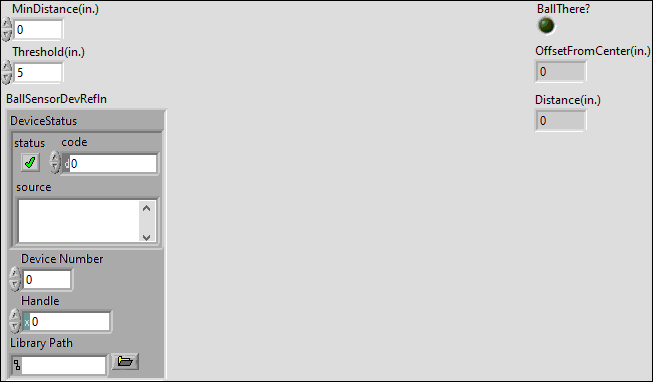 MinDistance(in.)
0
Threshold(in.)
5
BallSensorDevRefIn
DeviceStatus
status code
d 0
source
Device Number
0
Handle
x 0
Library Path
BallThere?
OffsetFromCenter(in.)
0
Distance(in.)
0